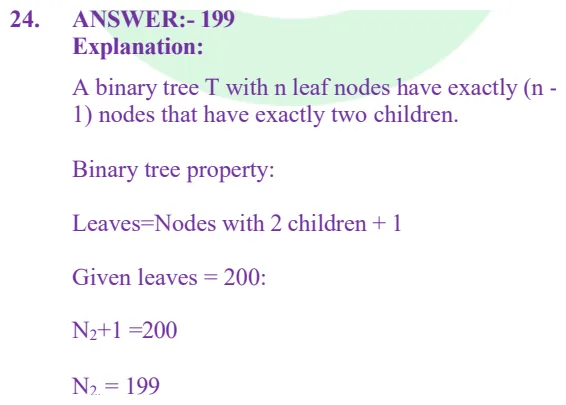 24. ANSWER:- 199
Explanation:
A binary tree T with n leaf nodes have exactly (n -
1) nodes that have exactly two children.
Binary tree property:
Leaves=Nodes with 2 children + 1
Given leaves = 200:
N₂+1 =200
N₂ = 199